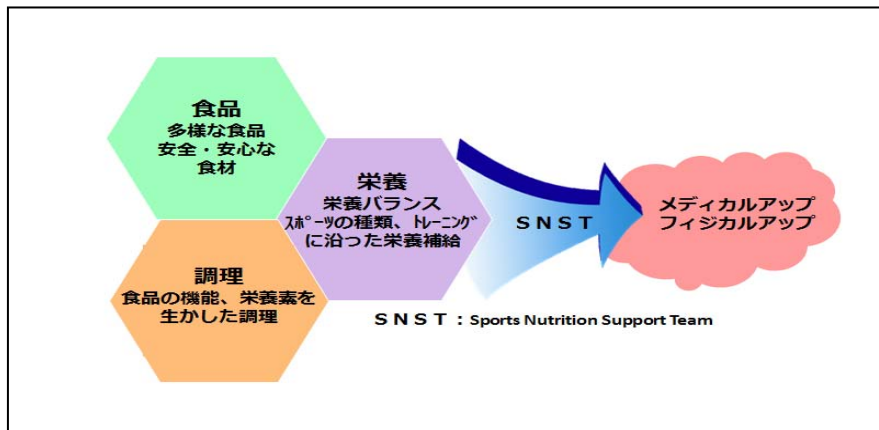 食品
多様な食品
安全・安心な
食材
栄養
栄養バランス
ｽﾎﾟｰﾂの種類、ﾄﾚｰﾆﾝｸﾞ
に沿った栄養補給
調理
食品の機能、栄養素を
生かした調理
ＳＮＳＴ
メディカルアップ
フィジカルアップ
ＳＮＳＴ：Sports Nutrition Support Team